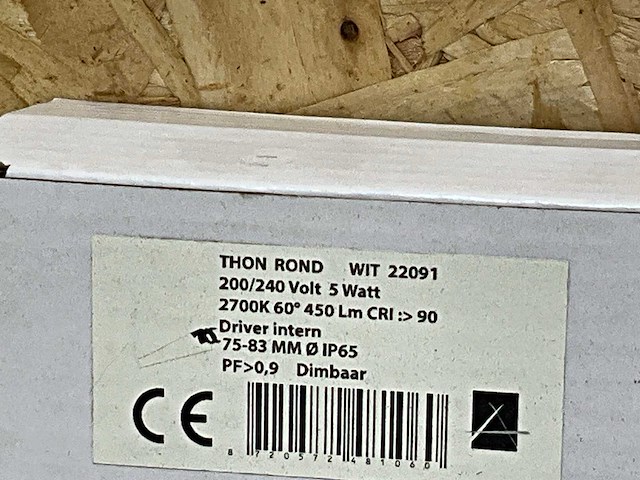 THON ROND WIT 22091
200/240 Volt 5 Watt
2700K 60° 450 Lm CRI :> 90
Driver intern
75-83 MM Ø IP65
PF>0,9 Dimbaar
CE
8 720572 481060